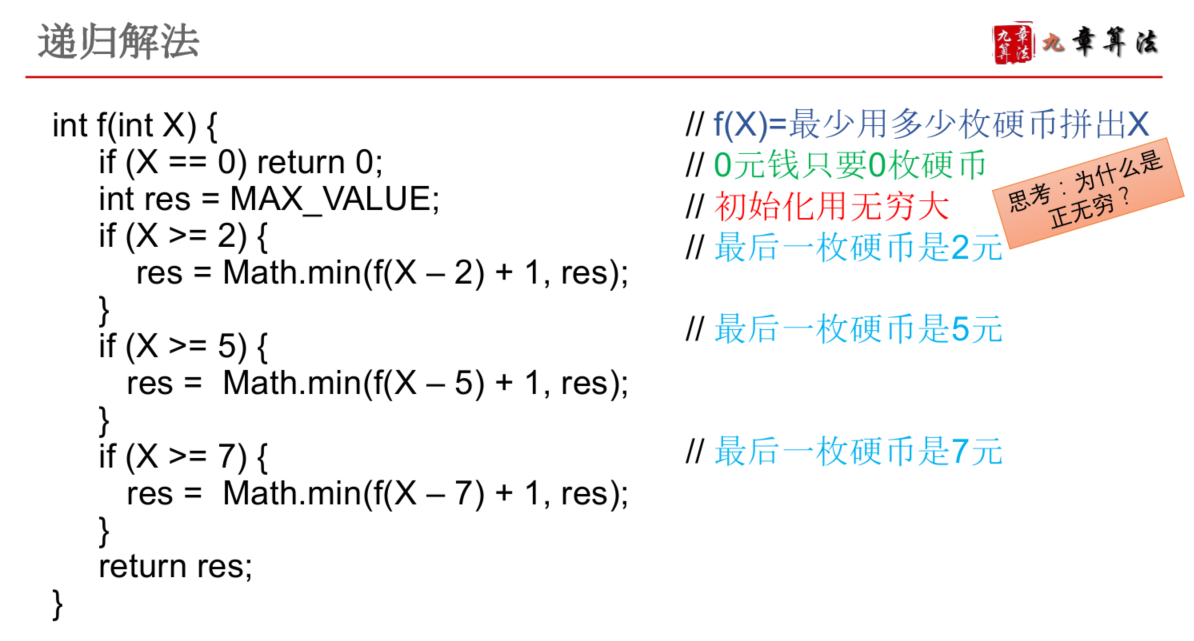 递归解法
九章算法
九章算法
int f(int X) {
// f(X)=最少用多少枚硬币拼出X
if (X == 0) return 0;
// 0元钱只要0枚硬币
int res = MAX_VALUE;
// 初始化用无穷大
思考：为什么是
正无穷？
if (X >= 2) {
// 最后一枚硬币是2元
res = Math.min(f(X – 2) + 1, res);
}
if (X >= 5) {
// 最后一枚硬币是5元
res = Math.min(f(X – 5) + 1, res);
}
if (X >= 7) {
// 最后一枚硬币是7元
res = Math.min(f(X – 7) + 1, res);
}
return res;
}